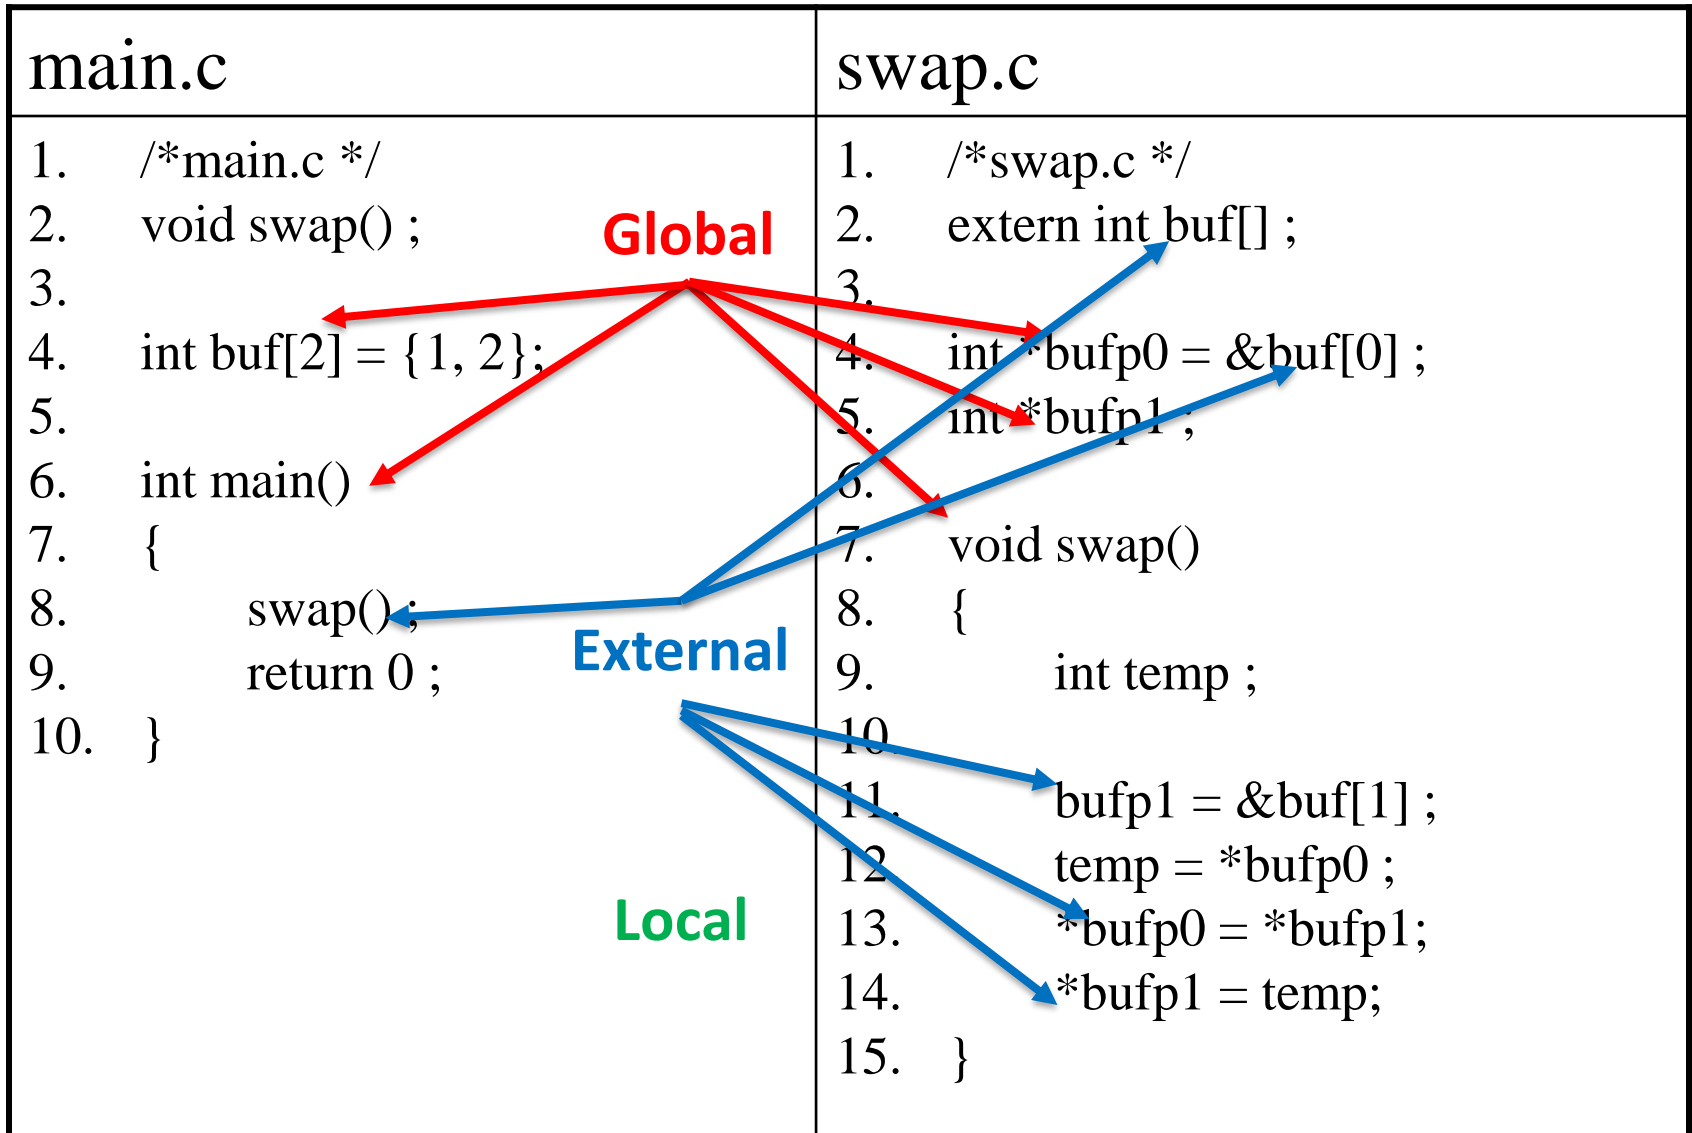 main.c
1. /*main.c */
2. void swap() ;
3.
4. int buf[2] = {1, 2};
5.
6. int main()
7. {
8. swap() ;
9. return 0 ;
10. }
Global
External
Local
swap.c
1. /*swap.c */
2. extern int buf[] ;
3.
4. int *bufp0 = &buf[0] ;
5. int *bufp1 ;
6.
7. void swap()
8. {
9. int temp ;
10.
11. bufp1 = &buf[1] ;
12 temp = *bufp0 ;
13. *bufp0 = *bufp1;
14. *bufp1 = temp;
15. }